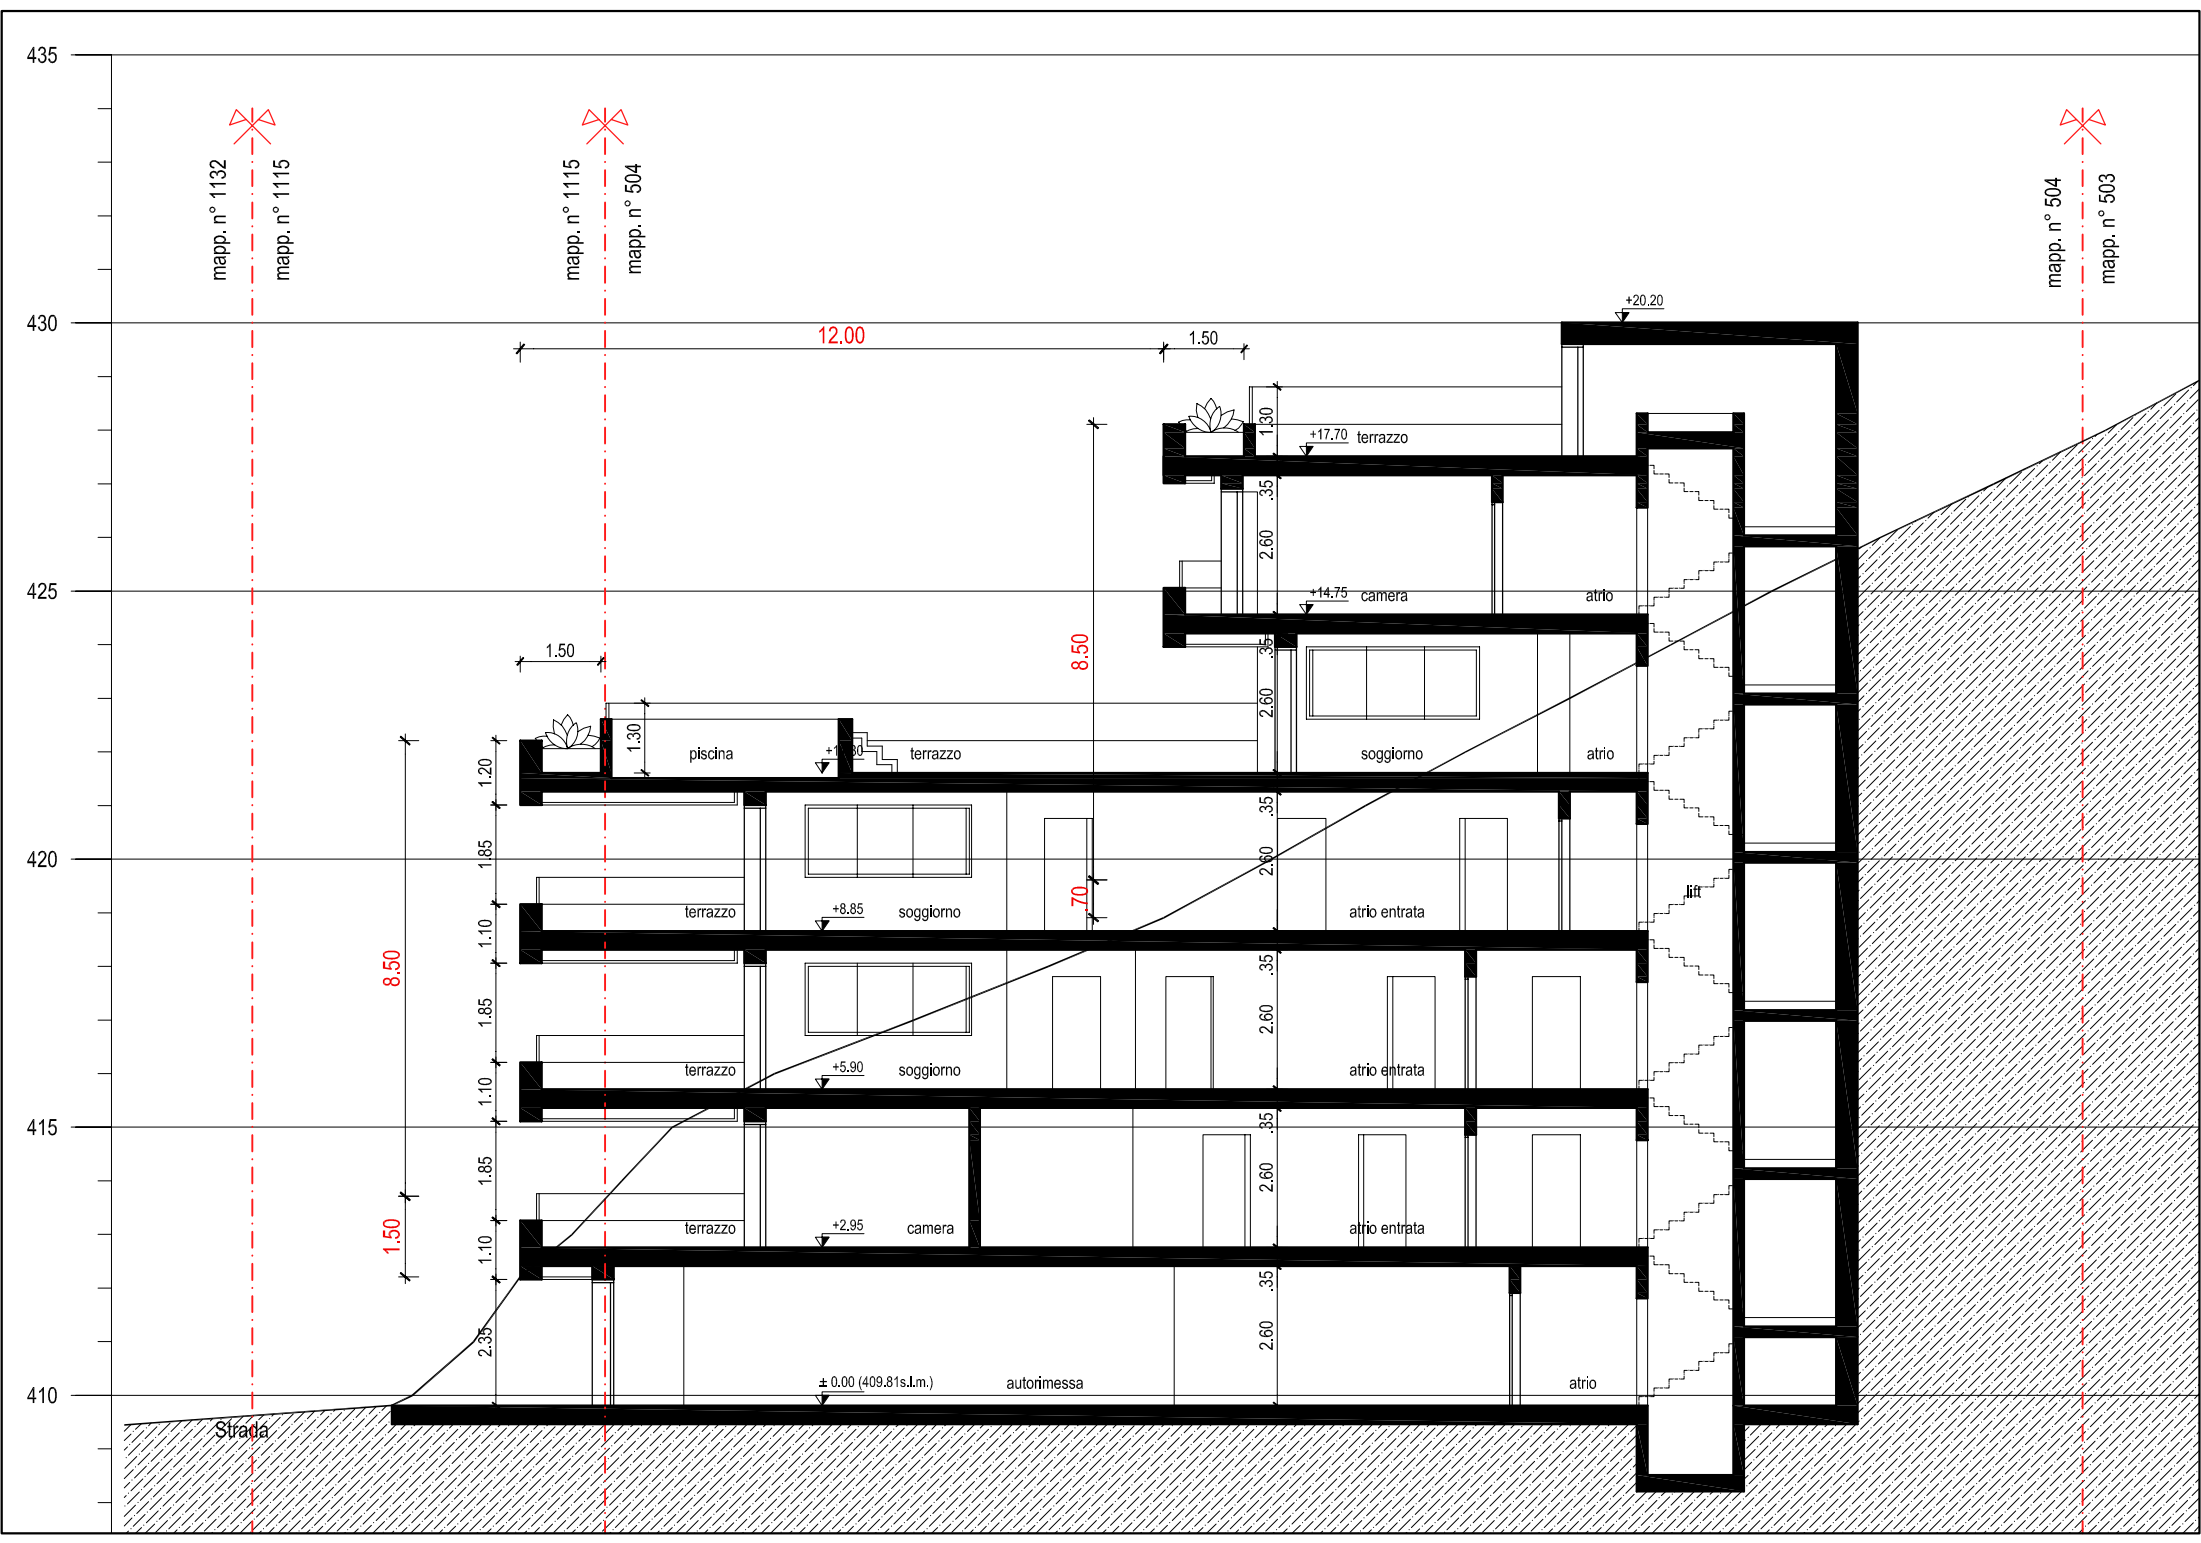 435
430
425
420
415
410
mapp. n° 1132
mapp. n° 1115
mapp. n° 1115
mapp. n° 504
mapp. n° 504
mapp. n° 503
+20.20
12.00
1.50
1.30
+17.70 terrazzo
.35
2.60
+14.75 camera
atrio
8.50
.35
2.60
1.50
1.30
piscina
terrazzo
soggiorno
atrio
1.20
.35
1.85
2.60
.70
lift
terrazzo
+8.85
soggiorno
atrio entrata
1.10
8.50
.35
1.85
2.60
terrazzo
+5.90
soggiorno
atrio entrata
1.10
.35
1.85
2.60
1.50
terrazzo
+2.95
camera
atrio entrata
1.10
.35
2.35
2.60
± 0.00 (409.81s.l.m.)
autorimessa
atrio
Strada